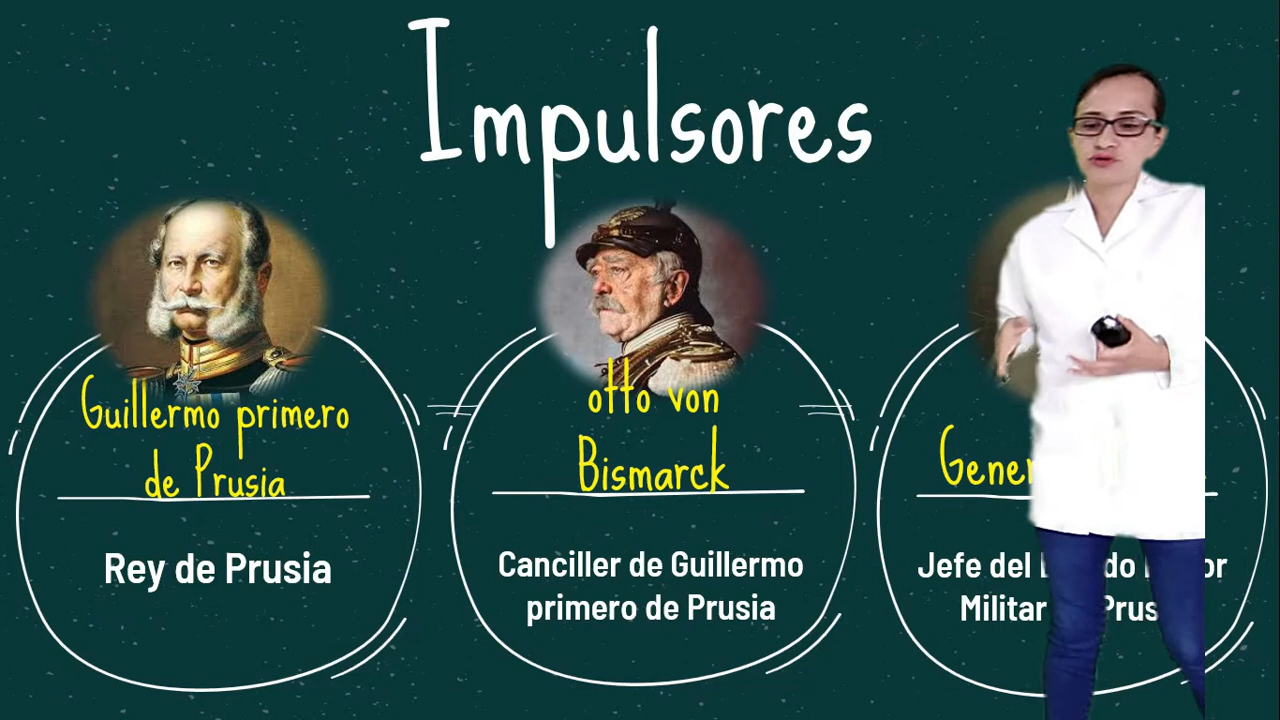 Impulsores
Guillermo primero
de Prusia
Rey de Prusia
otto von
Bismarck
Canciller de Guillermo
primero de Prusia
Jefe del
Militar